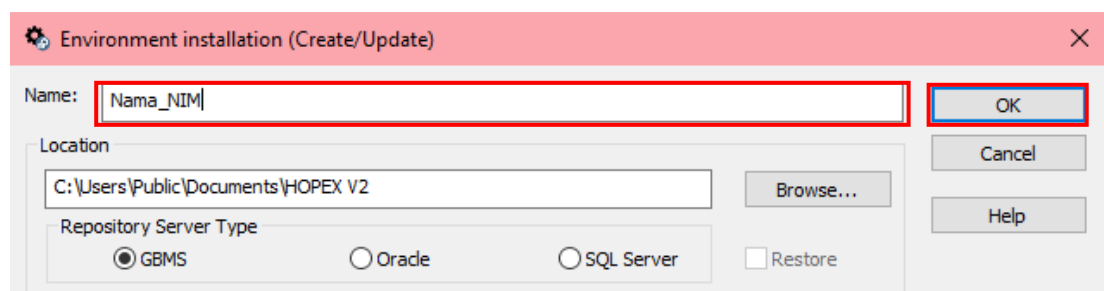 Environment installation (Create/Update)
Name: Nama_NIM OK
Location Cancel
C:\Users\Public\Documents\HOPEX V2 Browse...
Repository Server Type Help
GBMS Oracle SQL Server Restore